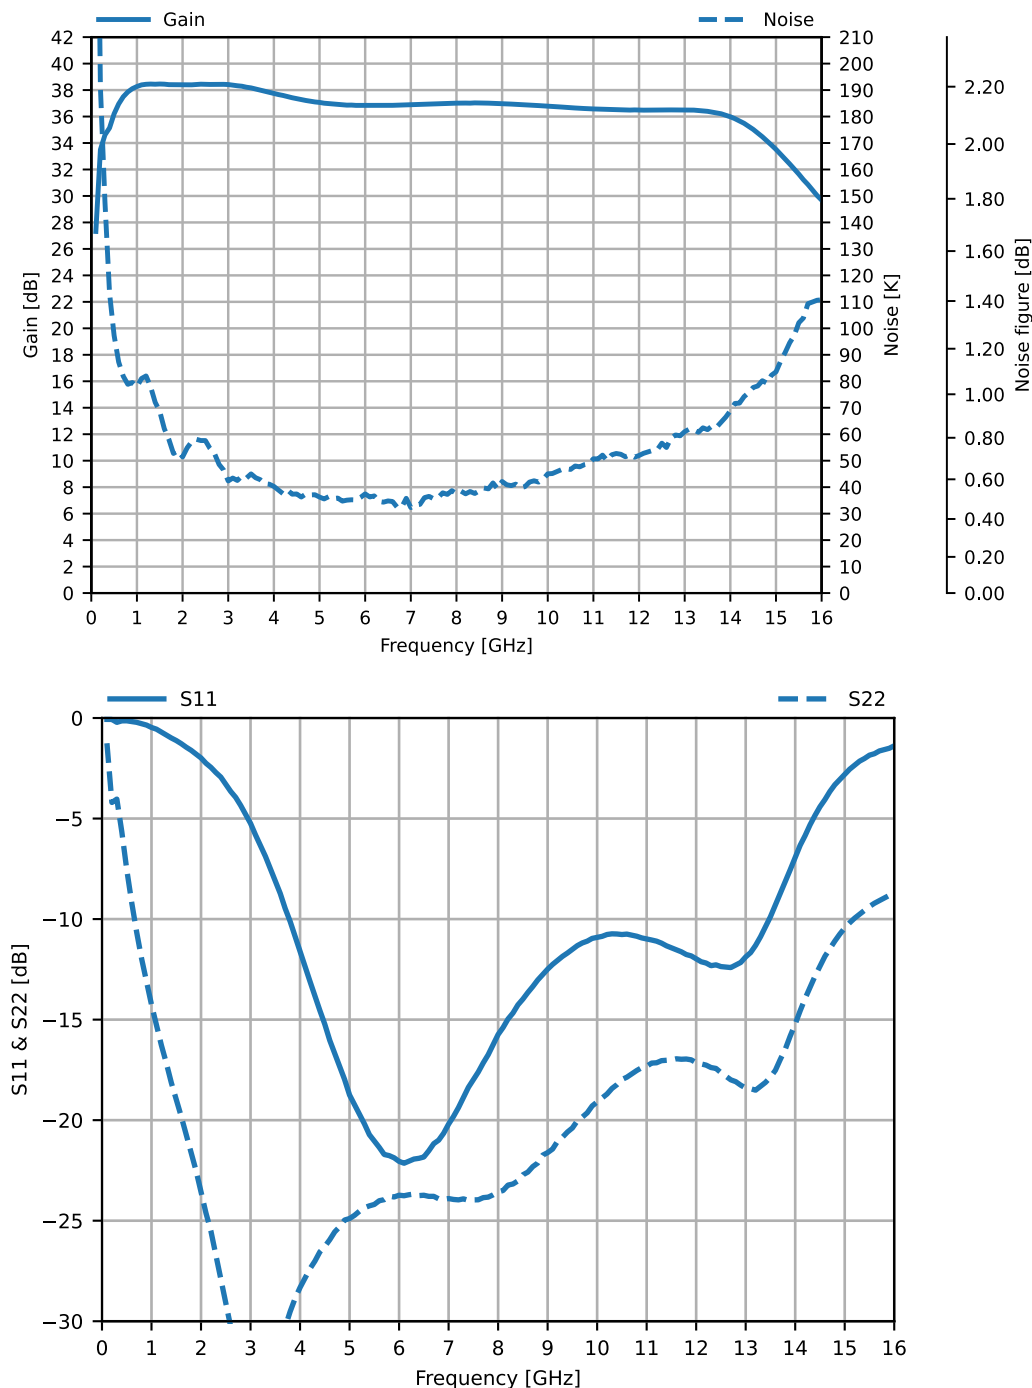 Gain Noise
42 210
40 200 2.20
38 190
36 180
34 170 2.00
32 160
30 150 1.80
28 140
26 130 1.60
24 120
22 110 1.40
20 100
18 90 1.20
16 80 1.00
14 70
12 60 0.80
10 50 0.60
8 40
6 30 0.40
4 20 0.20
2 10
0 0 0.00
0 1 2 3 4 5 6 7 8 9 10 11 12 13 14 15 16
Frequency [GHz]
Gain [dB]
Noise [K]
Noise figure [dB]
S11 S22
0
−5
−10
−15
−20
−25
−30
0 1 2 3 4 5 6 7 8 9 10 11 12 13 14 15 16
Frequency [GHz]
S11 & S22 [dB]